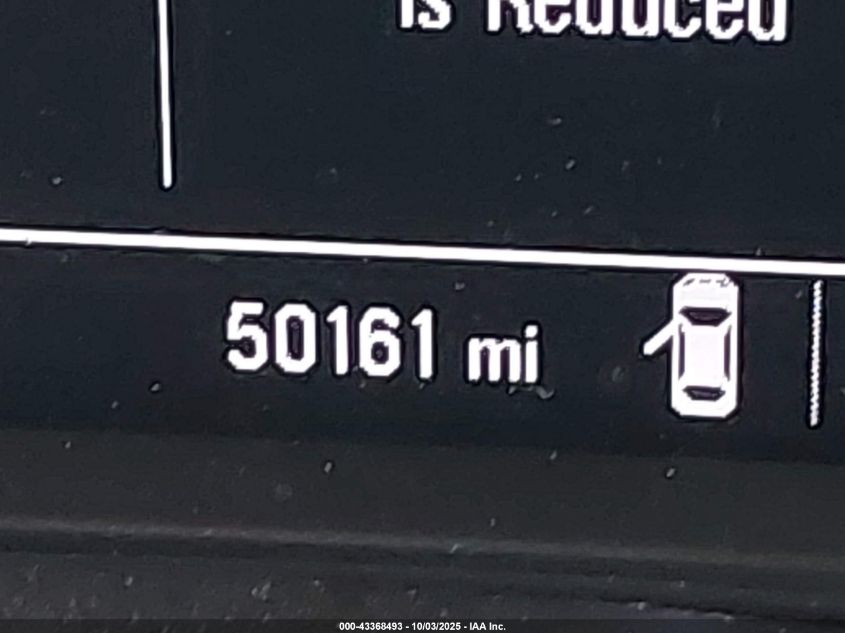 is Reduced
50161 mi
000-43368493 - 10/03/2025 - IAA Inc.